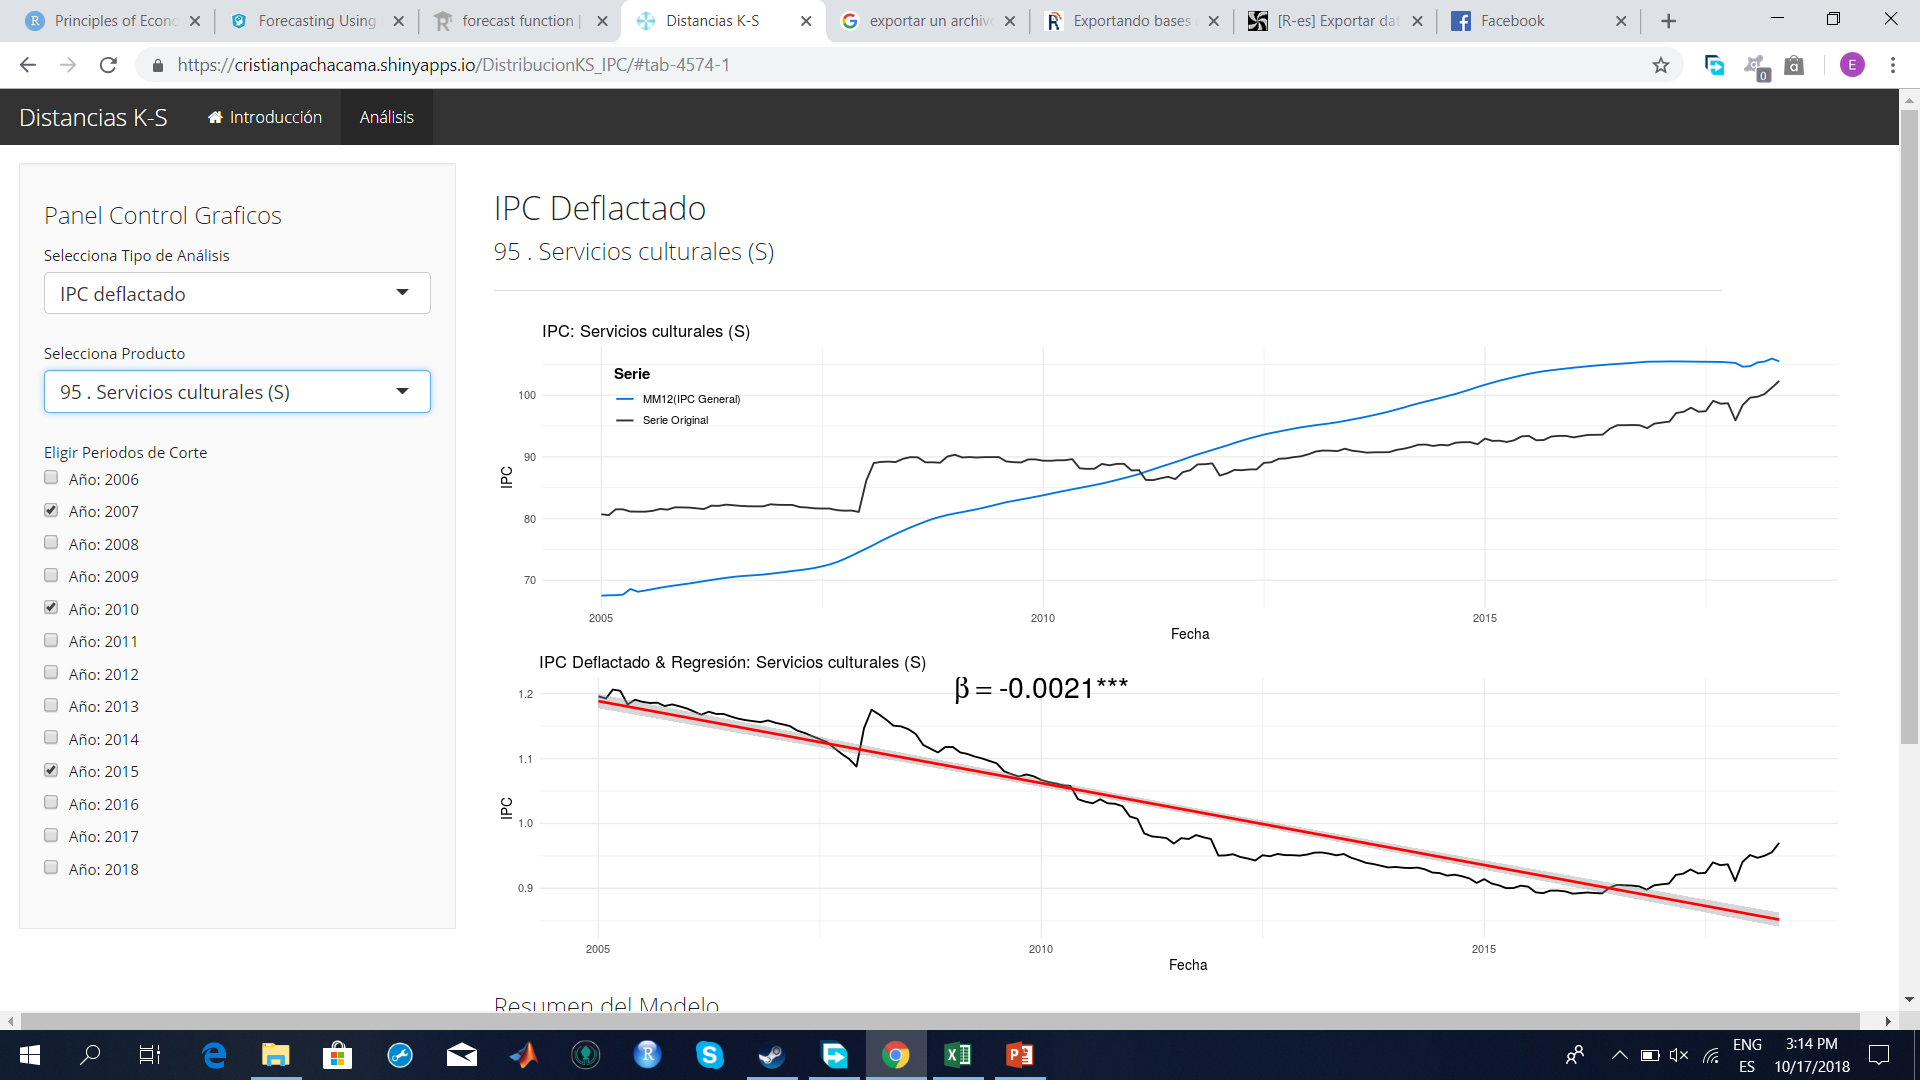 Principles of Econo
Forecasting Using
forecast function |
Distancias K-S
exportar un archivo
Exportando bases
[R-es] Exportar dat
Facebook
https://cristianpachacama.shinyapps.io/DistribucionKS_IPC/#tab-4574-1
0
E
Distancias K-S
Introducción
Análisis
Panel Control Graficos
Selecciona Tipo de Análisis
IPC deflactado
Selecciona Producto
95 . Servicios culturales (S)
Eligir Periodos de Corte
Año: 2006
Año: 2007
Año: 2008
Año: 2009
Año: 2010
Año: 2011
Año: 2012
Año: 2013
Año: 2014
Año: 2015
Año: 2016
Año: 2017
Año: 2018
IPC Deflactado
95 . Servicios culturales (S)
IPC: Servicios culturales (S)
Serie
MM12(IPC General)
Serie Original
IPC
100
90
80
70
2005
2010
2015
Fecha
IPC Deflactado & Regresión: Servicios culturales (S)
β = -0.0021***
IPC
1.2
1.1
1.0
0.9
2005
2010
2015
Fecha
Resumen del Modelo
ENG
ES
3:14 PM
10/17/2018